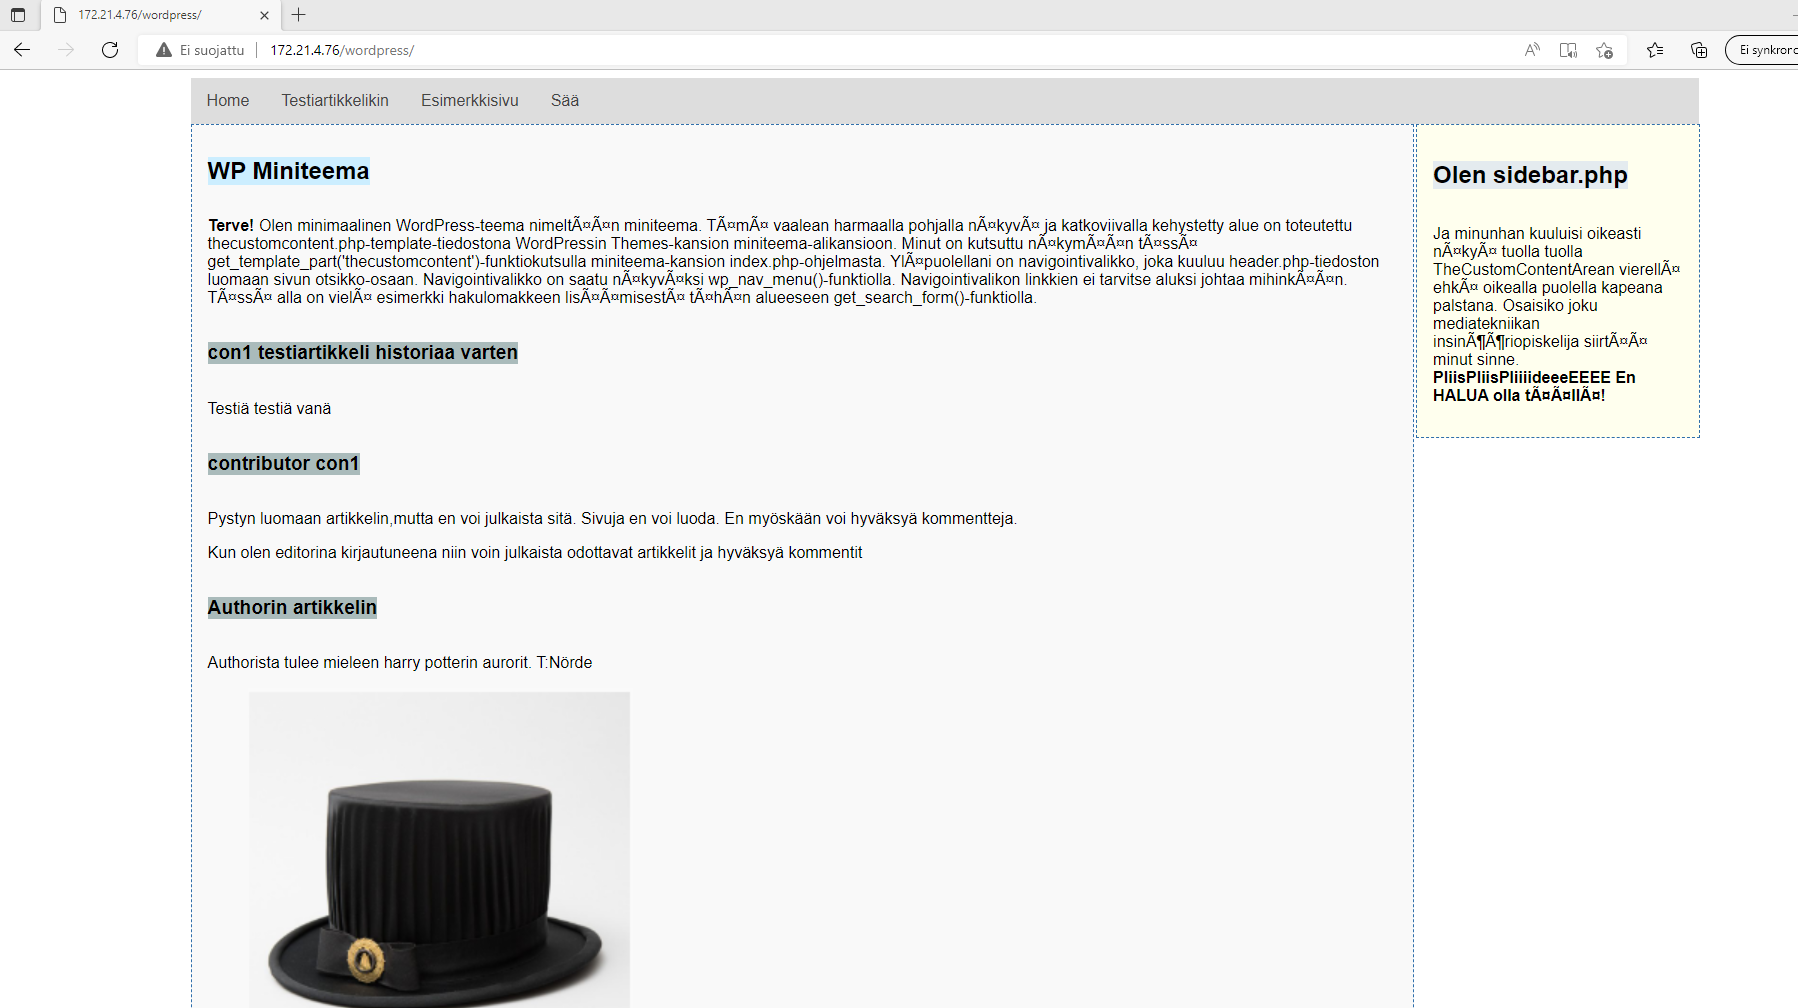 172.21.4.76/wordpress/
Ei suojattu
172.21.4.76/wordpress/
Home Testiartikkelikin Esimerkkisivu Sää
WP Miniteema
Terve! Olen minimaalinen WordPress-teema nimeltÃ¤Ã¤n miniteema. TÃ¤mÃ¤ vaalean harmaalla pohjalla nÃ¤kyvÃ¤ ja katkoviivalla kehystetty alue on toteutettu
thecustomcontent.php-template-tiedostona WordPressin Themes-kansion miniteema-alikansioon. Minut on kutsuttu nÃ¤kymÃ¤Ã¤n tÃ¤ssÃ¤
get_template_part('thecustomcontent')-funktiokutsulla miniteema-kansion index.php-ohjelmasta. YlÃ¤puolellani on navigointivalikko, joka kuuluu header.php-tiedoston
luomaan sivun otsikko-osaan. Navigointivalikko on saatu nÃ¤kyvÃ¤ksi wp_nav_menu()-funktiolla. Navigointivalikon linkkien ei tarvitse aluksi johtaa mihinkÃ¤Ã¤n.
TÃ¤ssÃ¤ alla on vielÃ¤ esimerkki hakulomakkeen lisÃ¤Ã¤misestÃ¤ tÃ¤hÃ¤n alueeseen get_search_form()-funktiolla.
con1 testiartikkeli historiaa varten
Testiä testiä vanä
contributor con1
Pystyn luomaan artikkelin,mutta en voi julkaista sitä. Sivuja en voi luoda. En myöskään voi hyväksyä kommentteja.
Kun olen editorina kirjautuneena niin voin julkaista odottavat artikkelit ja hyväksyä kommentit
Authorin artikkelin
Authorista tulee mieleen harry potterin aurorit. T:Nörde
Olen sidebar.php
Ja minunhan kuuluisi oikeasti
nÃ¤kyÃ¤ tuolla tuolla
TheCustomContentArean vierellÃ¤
ehkÃ¤ oikealla puolella kapeana
palstana. Osaisiko joku
mediatekniikan
insinÃ¶Ã¶riopiskelija siirtÃ¤Ã¤
minut sinne.
PliisPliisPliiiideeeEEEE En
HALUA olla tÃ¤Ã¤llÃ¤!